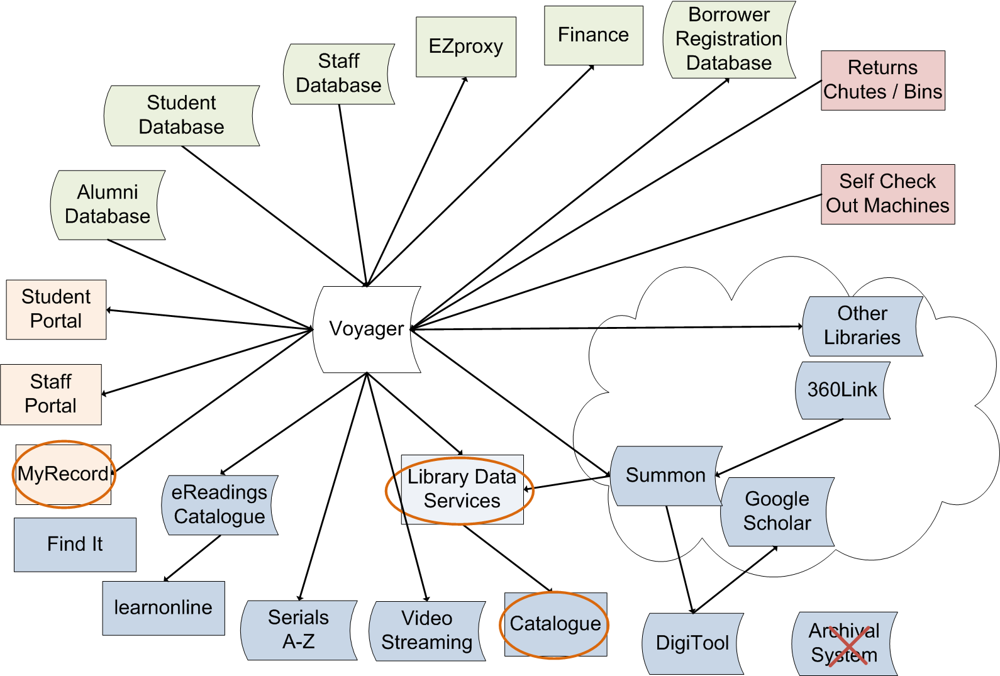 Borrower
Registration
Database
Finance
EZproxy
Staff
Database
Returns
Chutes / Bins
Student
Database
Self Check
Out Machines
Alumni
Database
Student
Portal
Voyager
Other
Libraries
Staff
Portal
360Link
MyRecord
eReadings
Catalogue
Library Data
Services
Summon
Google
Scholar
Find It
learnonline
Serials
A-Z
Video
Streaming
Catalogue
DigiTool
Archival
System